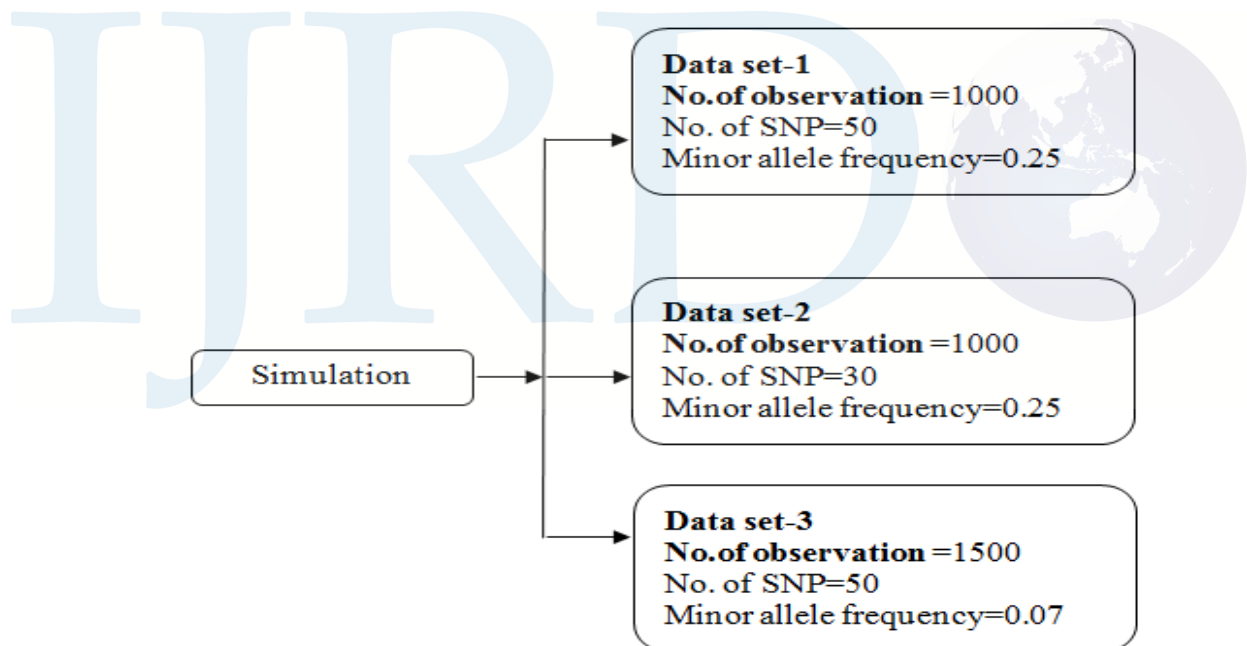 IJRD
Data set-1
No.of observation =1000
No. of SNP=50
Minor allele frequency=0.25
Simulation
Data set-2
No.of observation =1000
No. of SNP=30
Minor allele frequency=0.25
Data set-3
No.of observation =1500
No. of SNP=50
Minor allele frequency=0.07